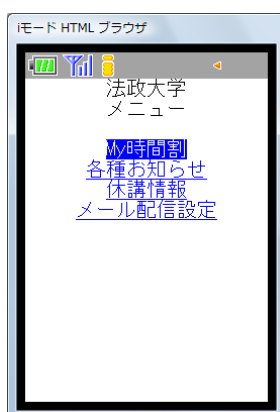 iモード HTML ブラウザ
法政大学
メニュー
My時間割
各種お知らせ
休講情報
メール配信設定